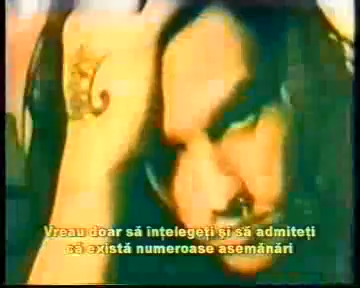 Vreau doar să înțelegeți și să admiteți
că există numeroase asemănări